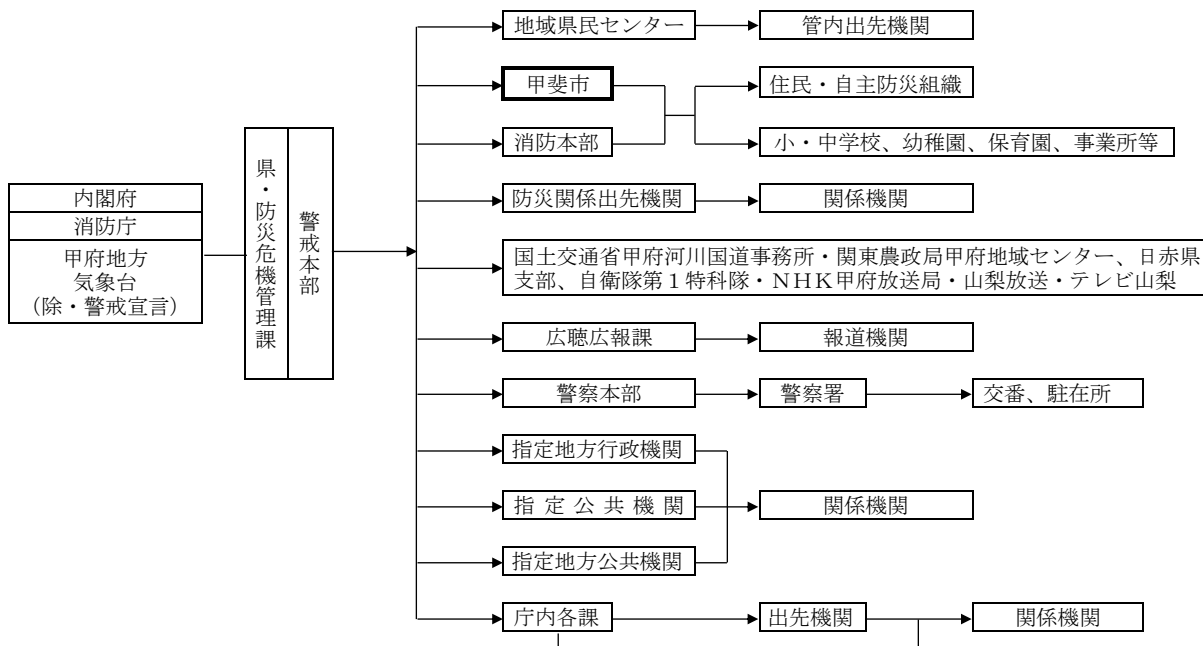 地域県民センター
管内出先機関
甲斐市
住民・自主防災組織
消防本部
小・中学校、幼稚園、保育園、事業所等
内閣府
消防庁
甲府地方
気象台
(除・警戒宣言)
県・防災危機管理課
警戒本部
防災関係出先機関
関係機関
国土交通省甲府河川国道事務所・関東農政局甲府地域センター、日赤県
支部、自衛隊第1特科隊・NHK甲府放送局・山梨放送・テレビ山梨
広聴広報課
報道機関
警察本部
警察署
交番、駐在所
指定地方行政機関
指定公共機関
関係機関
指定地方公共機関
庁内各課
出先機関
関係機関